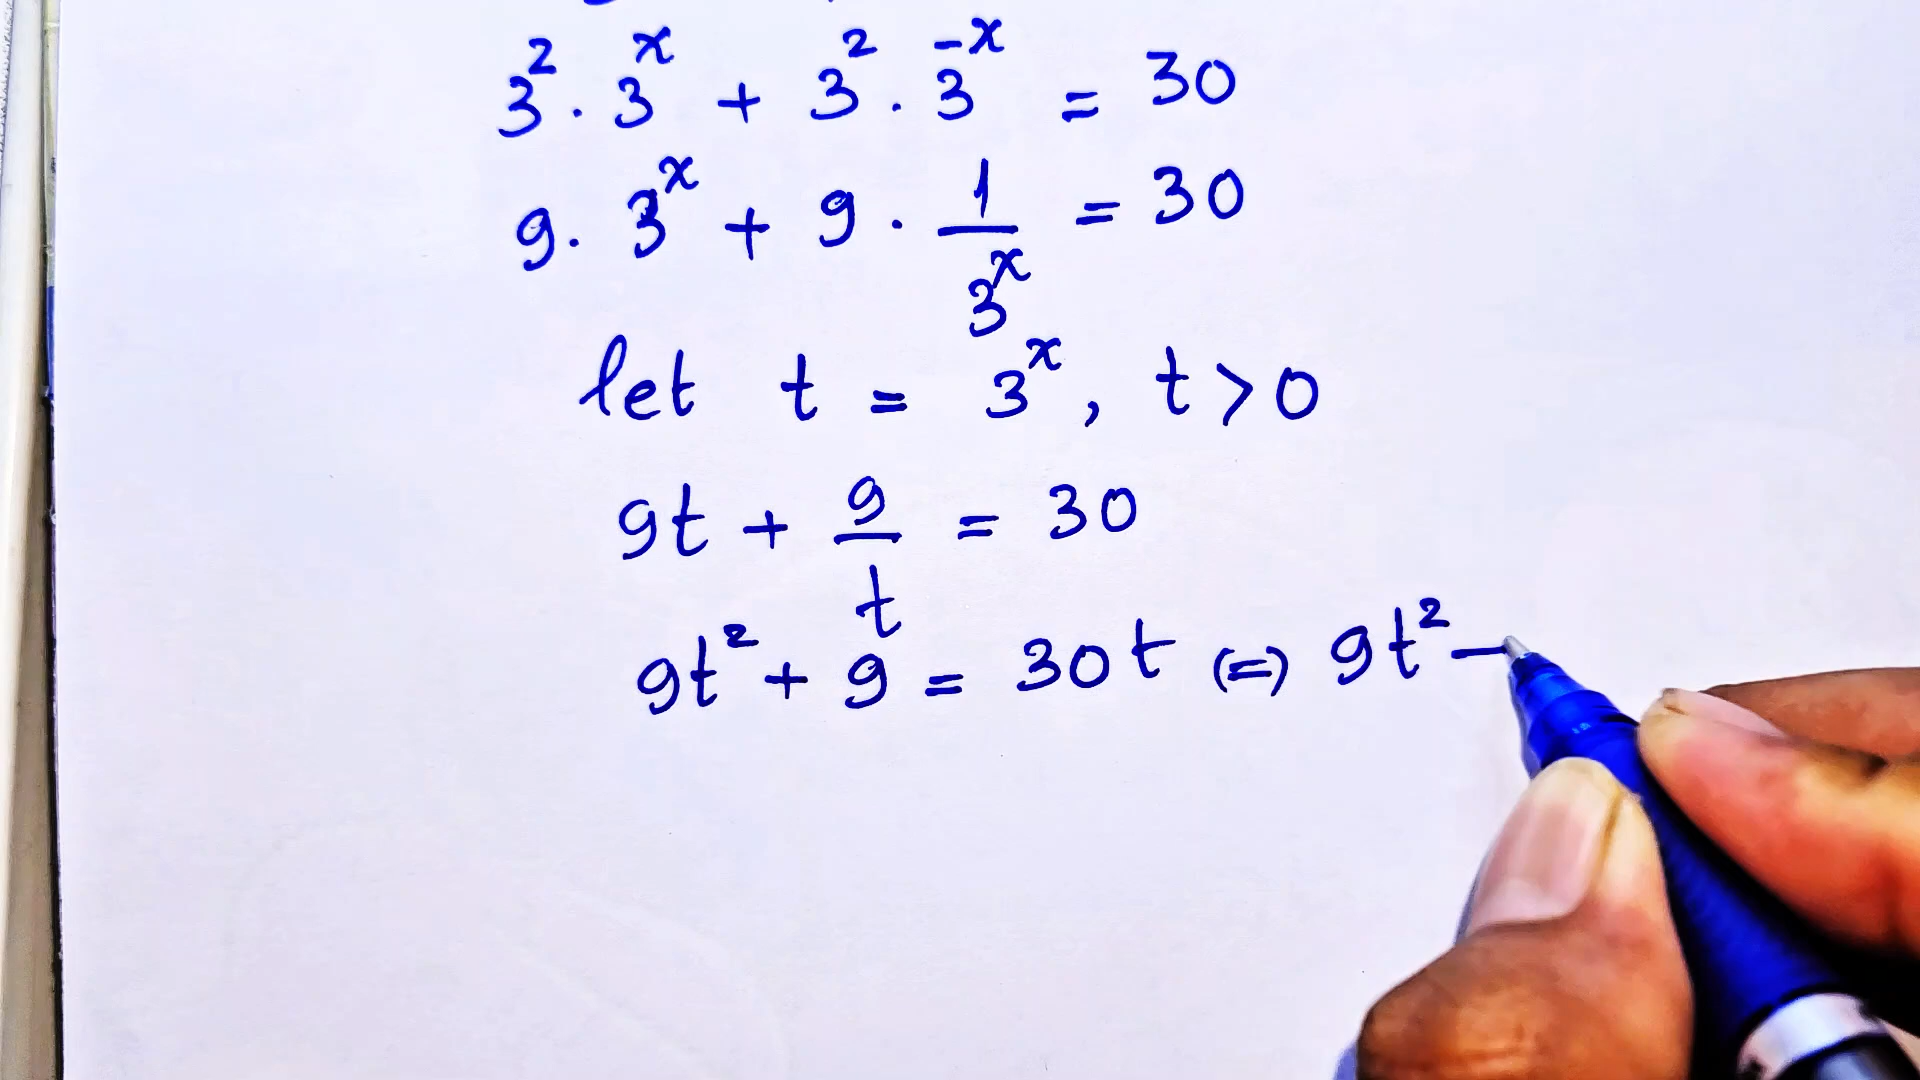 3² · 3ˣ + 3² · 3⁻ˣ = 30
9 · 3ˣ + 9 · 1/3ˣ = 30
let t = 3ˣ, t > 0
9t + 9/t = 30
9t² + 9 = 30t (=) 9t² −